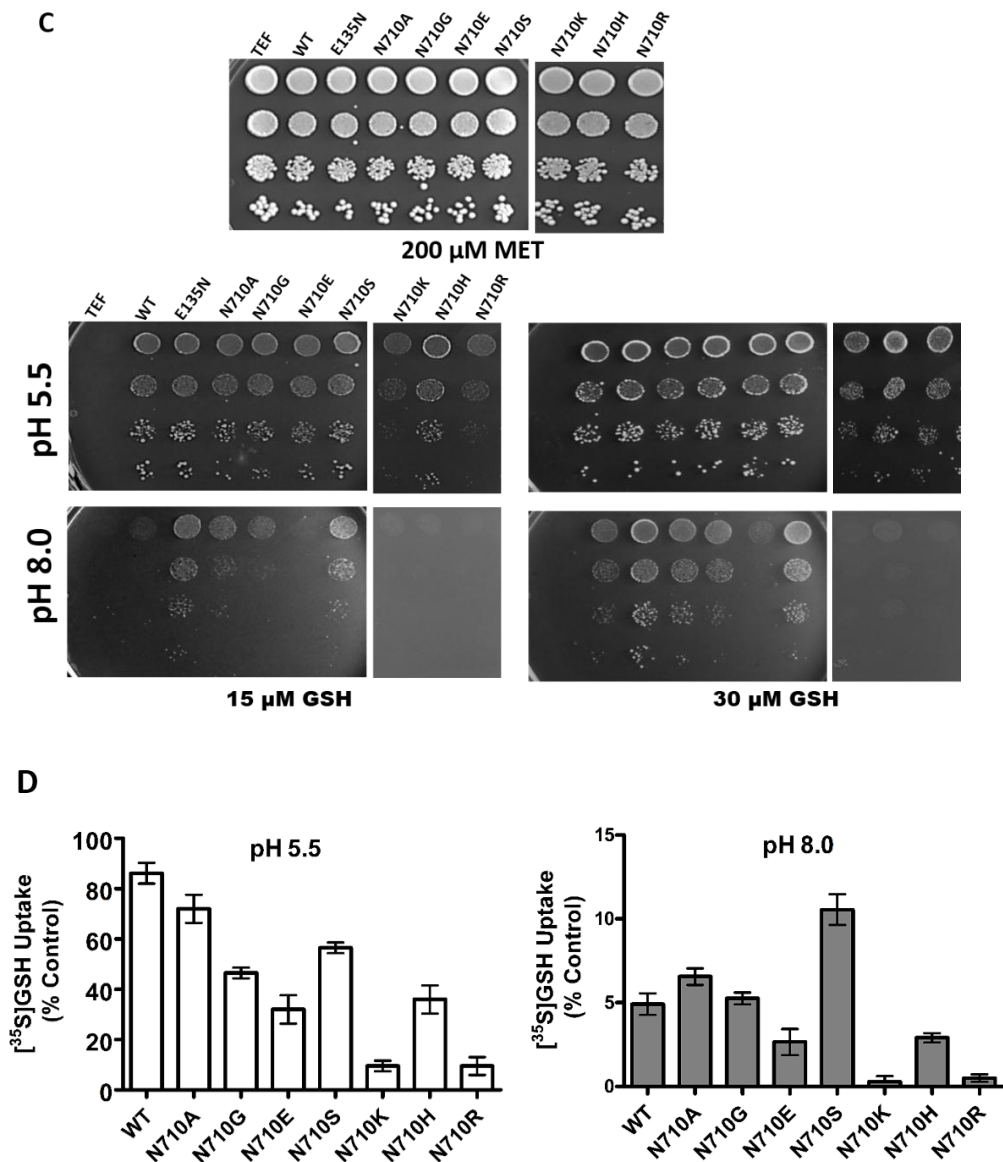 C
TEF WT E135N N710A N710G N710E N710S N710K N710H N710R
200 μM MET
TEF WT E135N N710A N710G N710E N710S N710K N710H N710R
pH 5.5
pH 8.0
15 μM GSH 30 μM GSH
D
[³⁵S]GSH Uptake
(% Control)
100
80
60
40
20
0
pH 5.5
WT N710A N710G N710E N710S N710K N710H N710R
[³⁵S]GSH Uptake
(% Control)
15
10
5
0
pH 8.0
WT N710A N710G N710E N710S N710K N710H N710R